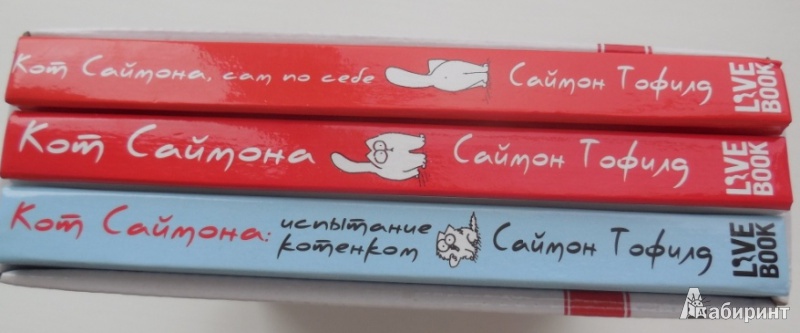 Кот Саймона, сам по себе Саймон Тофилд LIVE BOOK
Кот Саймона Саймон Тофилд LIVE BOOK
Кот Саймона: испытание котенком Саймон Тофилд LIVE BOOK
Лабиринт